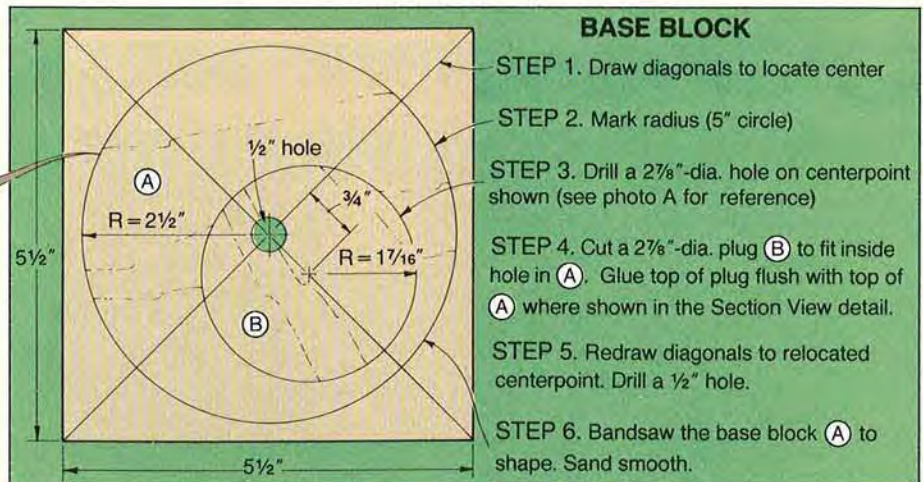 BASE BLOCK
STEP 1. Draw diagonals to locate center
STEP 2. Mark radius (5" circle)
STEP 3. Drill a 2⅞"-dia. hole on centerpoint
shown (see photo A for reference)
STEP 4. Cut a 2⅞"-dia. plug Ⓑ to fit inside
hole in Ⓐ. Glue top of plug flush with top of
Ⓐ where shown in the Section View detail.
STEP 5. Redraw diagonals to relocated
centerpoint. Drill a ½" hole.
STEP 6. Bandsaw the base block Ⓐ to
shape. Sand smooth.
½" hole
Ⓐ
¾"
R=2½"
5½"
R=1⁷⁄₁₆"
Ⓑ
5½"